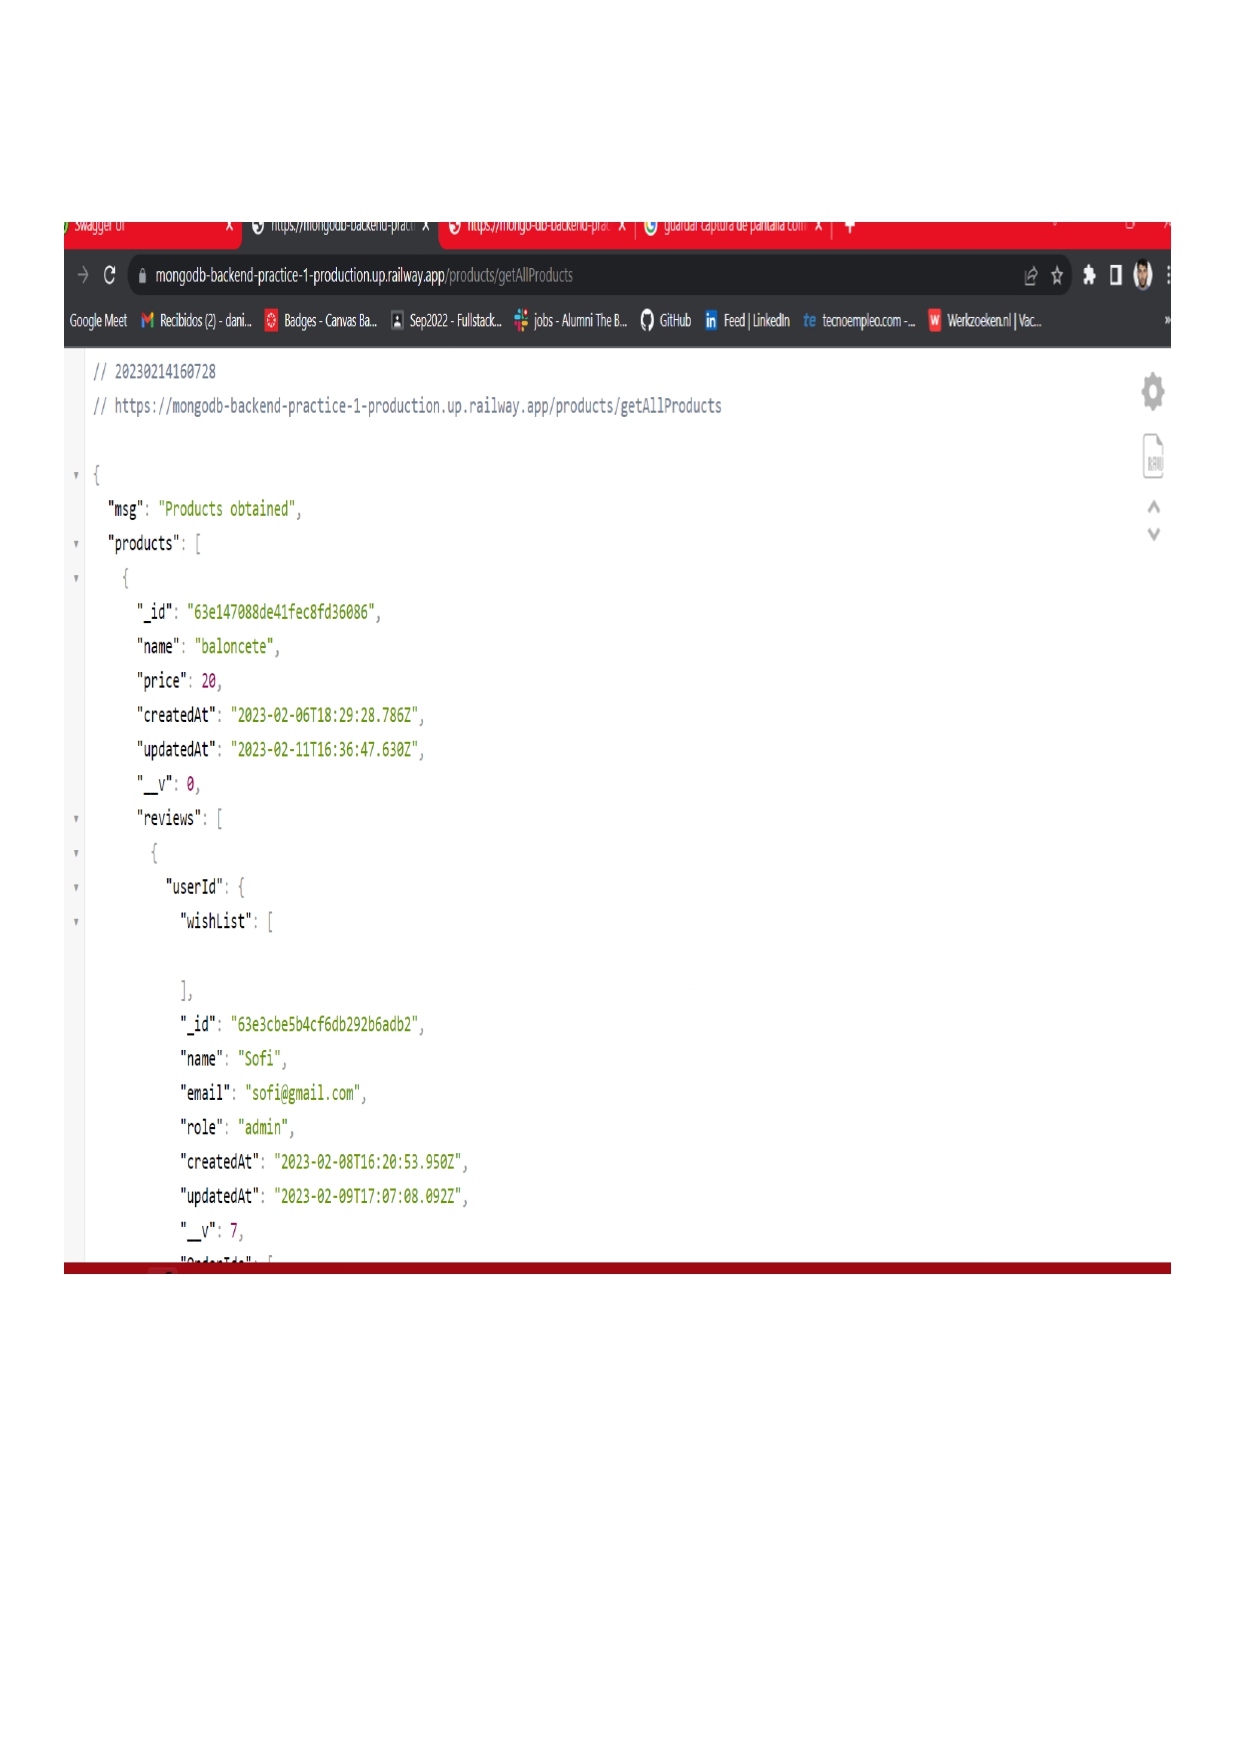 Swagger UI
https://mongodb-backend-practi
https://mongo-db-backend-prac
guardar captura de pantalla com
mongodb-backend-practice-1-production.up.railway.app/products/getAllProducts
Google Meet Recibidos (2) - dani... Badges - Canvas Ba... Sep2022 - Fullstack... jobs - Alumni The B... GitHub Feed | LinkedIn tecnoempleo.com -... Werkzoeken.nl | Vac... »
// 20230214160728
// https://mongodb-backend-practice-1-production.up.railway.app/products/getAllProducts
{
"msg": "Products obtained",
"products": [
{
"_id": "63e147088de41fec8fd36086",
"name": "baloncete",
"price": 20,
"createdAt": "2023-02-06T18:29:28.786Z",
"updatedAt": "2023-02-11T16:36:47.630Z",
"__v": 0,
"reviews": [
{
"userId": {
"wishList": [
],
"_id": "63e3cbe5b4cf6db292b6adb2",
"name": "Sofi",
"email": "sofi@gmail.com",
"role": "admin",
"createdAt": "2023-02-08T16:20:53.950Z",
"updatedAt": "2023-02-09T17:07:08.092Z",
"__v": 7,
"OrderIds": [